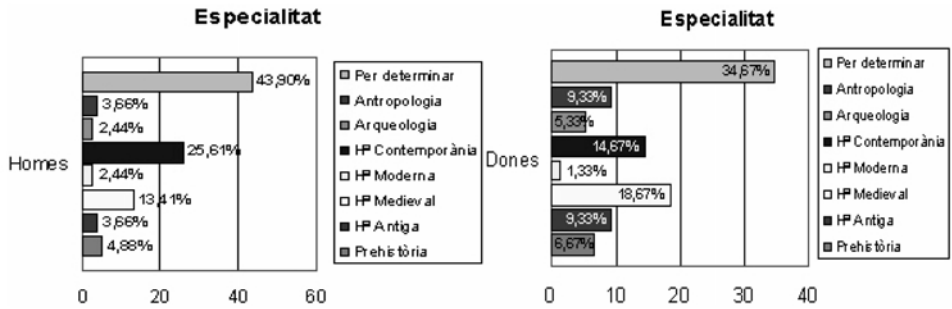 Especialitat
43,90%
3,66%
2,44%
25,61%
2,44%
13,41%
3,66%
4,88%
Homes
0 20 40 60
Per determinar
Antropologia
Arqueologia
Hª Contemporània
Hª Moderna
Hª Medieval
Hª Antiga
Prehistòria
Especialitat
34,67%
9,33%
5,33%
14,67%
1,33%
18,67%
9,33%
6,67%
Dones
0 10 20 30 40
Per determinar
Antropologia
Arqueologia
Hª Contemporània
Hª Moderna
Hª Medieval
Hª Antiga
Prehistòria